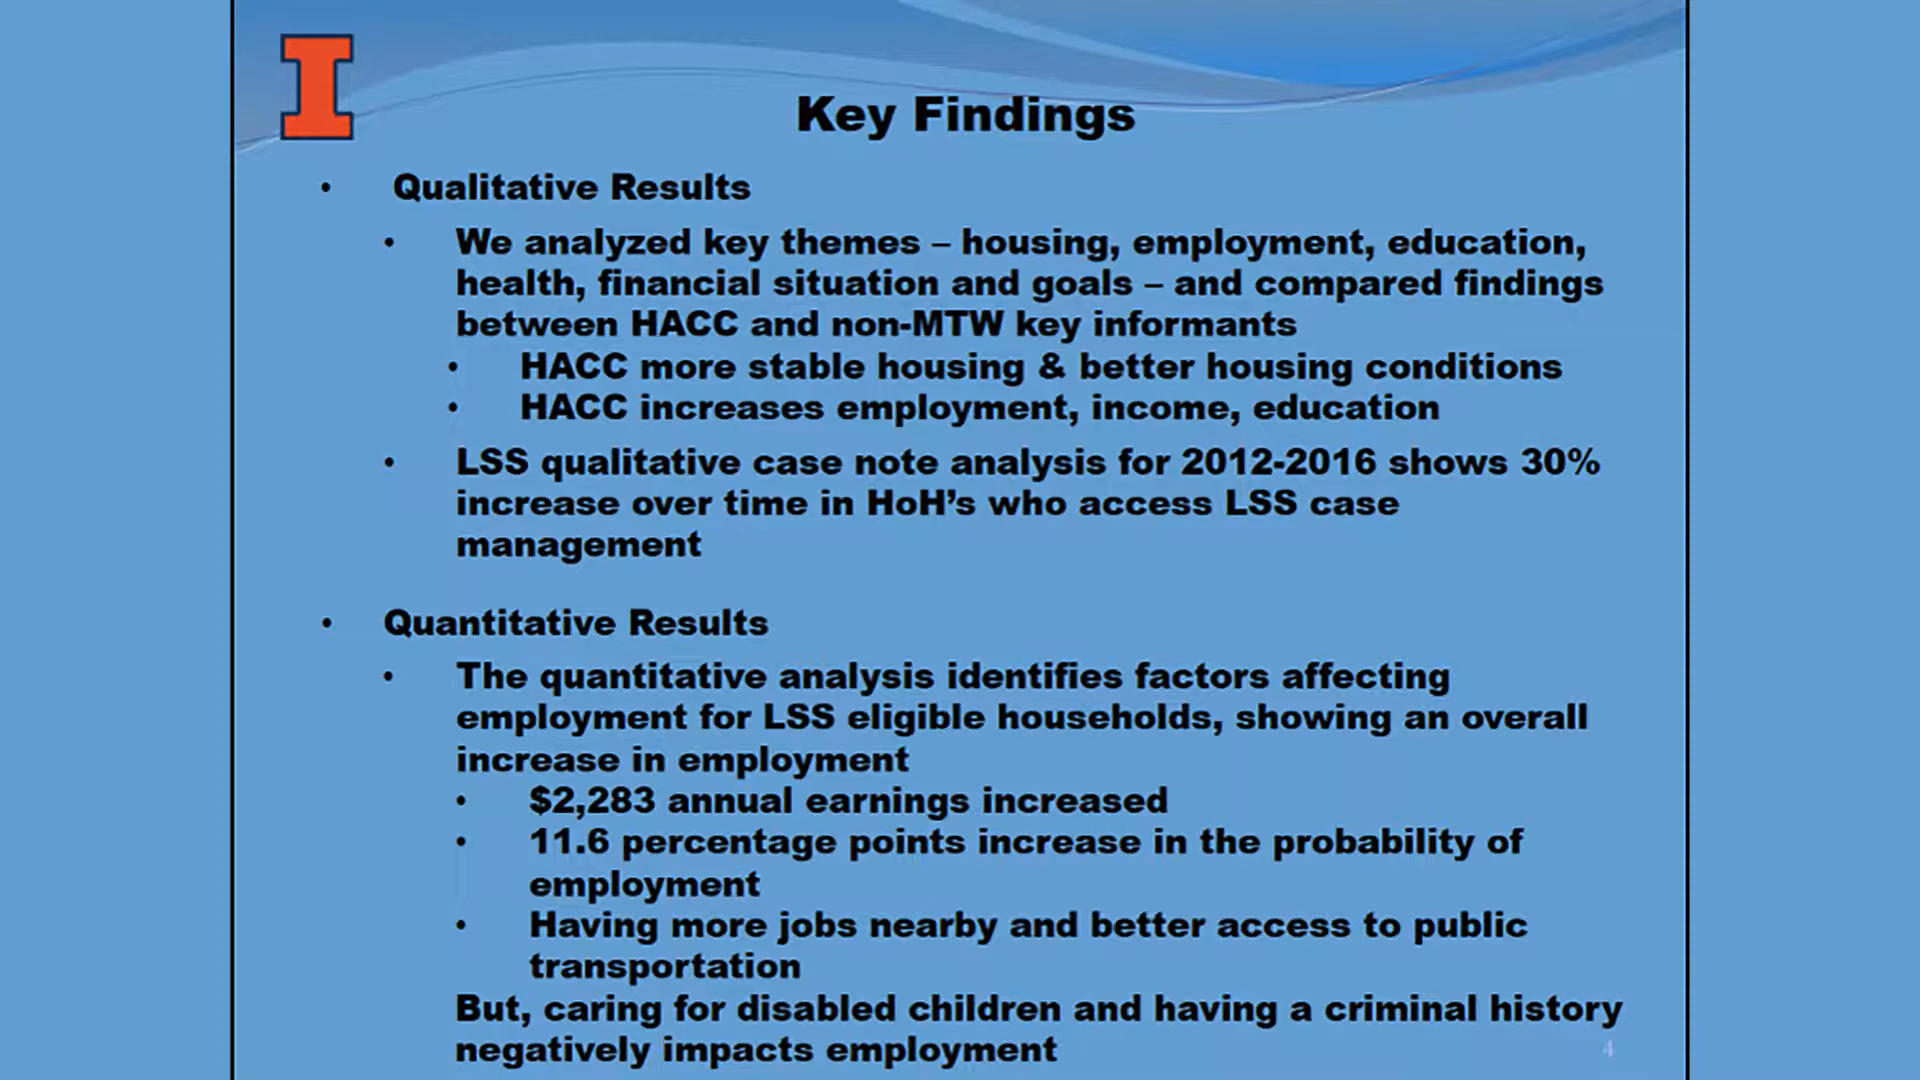 I
Key Findings
• Qualitative Results
• We analyzed key themes – housing, employment, education,
health, financial situation and goals – and compared findings
between HACC and non-MTW key informants
• HACC more stable housing & better housing conditions
• HACC increases employment, income, education
• LSS qualitative case note analysis for 2012-2016 shows 30%
increase over time in HoH’s who access LSS case
management
• Quantitative Results
• The quantitative analysis identifies factors affecting
employment for LSS eligible households, showing an overall
increase in employment
• $2,283 annual earnings increased
• 11.6 percentage points increase in the probability of
employment
• Having more jobs nearby and better access to public
transportation
But, caring for disabled children and having a criminal history
negatively impacts employment
4